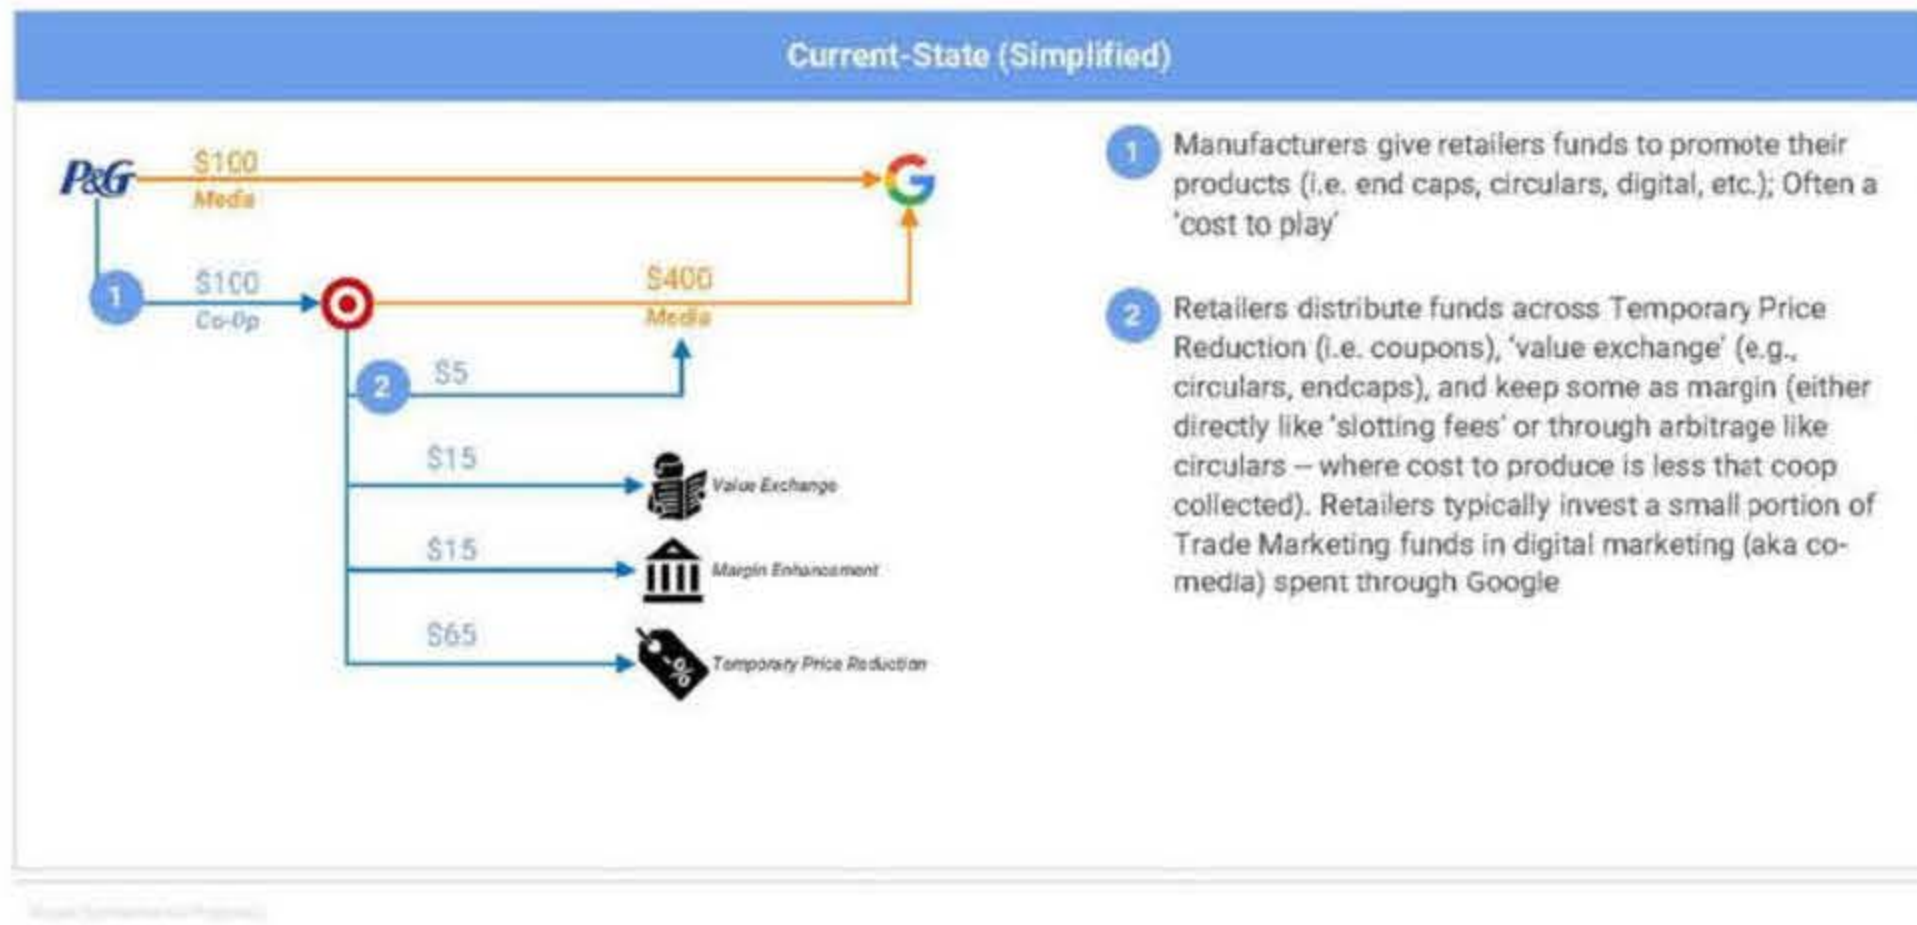 Current-State (Simplified)
P&G
$100
Media
G
1
$100
Co-Op
$400
Media
2
$5
$15
Value Exchange
$15
Margin Enhancement
$65
-%
Temporary Price Reduction
1
Manufacturers give retailers funds to promote their
products (i.e. end caps, circulars, digital, etc.); Often a
'cost to play'
2
Retailers distribute funds across Temporary Price
Reduction (i.e. coupons), 'value exchange' (e.g.,
circulars, endcaps), and keep some as margin (either
directly like 'slotting fees' or through arbitrage like
circulars – where cost to produce is less that coop
collected). Retailers typically invest a small portion of
Trade Marketing funds in digital marketing (aka co-
media) spent through Google